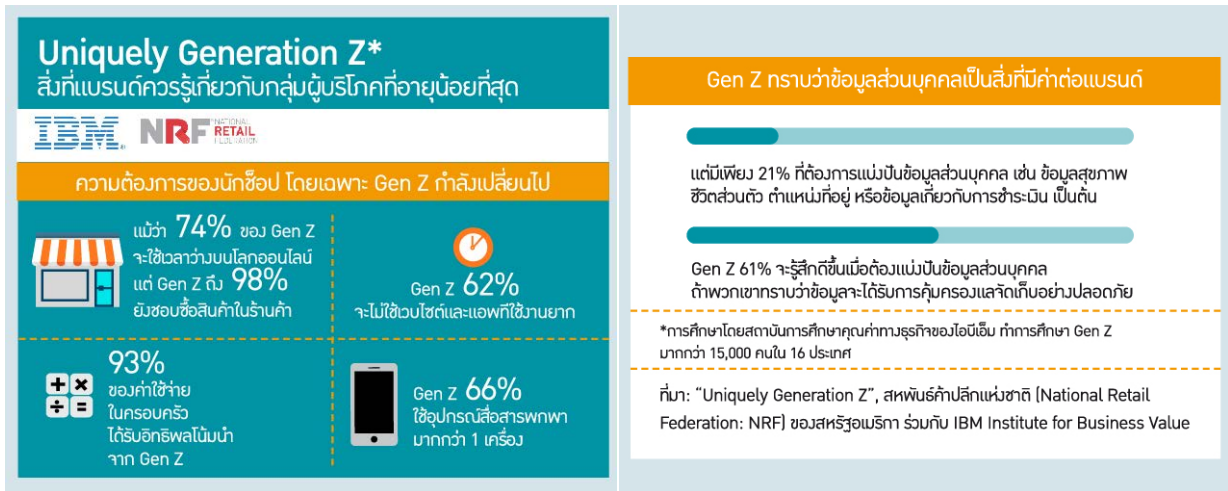 Uniquely Generation Z*
สิ่งที่แบรนด์ควรรู้เกี่ยวกับกลุ่มผู้บริโภคที่อายุน้อยที่สุด
IBM®
NRF NATIONAL
RETAIL
FEDERATION
ความต้องการของนักช็อป โดยเฉพาะ Gen Z กำลังเปลี่ยนไป
แม้ว่า 74% ของ Gen Z
จะใช้เวลาว่างบนโลกออนไลน์
แต่ Gen Z ถึง 98%
ยังชอบซื้อสินค้าในร้านค้า
Gen Z 62%
จะไม่ใช้เวบไซต์และแอพที่ใช้งานยาก
93%
ของค่าใช้จ่าย
ในครอบครัว
ได้รับอิทธิพลโน้มนำ
จาก Gen Z
Gen Z 66%
ใช้อุปกรณ์สื่อสารพกพา
มากกว่า 1 เครื่อง
Gen Z ทราบว่าข้อมูลส่วนบุคคลเป็นสิ่งที่มีค่าต่อแบรนด์
แต่มีเพียง 21% ที่ต้องการแบ่งปันข้อมูลส่วนบุคคล เช่น ข้อมูลสุขภาพ
ชีวิตส่วนตัว ตำแหน่งที่อยู่ หรือข้อมูลเกี่ยวกับการชำระเงิน เป็นต้น
Gen Z 61% จะรู้สึกดีขึ้นเมื่อต้องแบ่งปันข้อมูลส่วนบุคคล
ถ้าพวกเขาทราบว่าข้อมูลจะได้รับการคุ้มครองแลจัดเก็บอย่างปลอดภัย
*การศึกษาโดยสถาบันการศึกษาคุณค่าทางธุรกิจของไอบีเอ็ม ทำการศึกษา Gen Z
มากกว่า 15,000 คนใน 16 ประเทศ
ที่มา: “Uniquely Generation Z”, สหพันธ์ค้าปลีกแห่งชาติ (National Retail
Federation: NRF) ของสหรัฐอเมริกา ร่วมกับ IBM Institute for Business Value